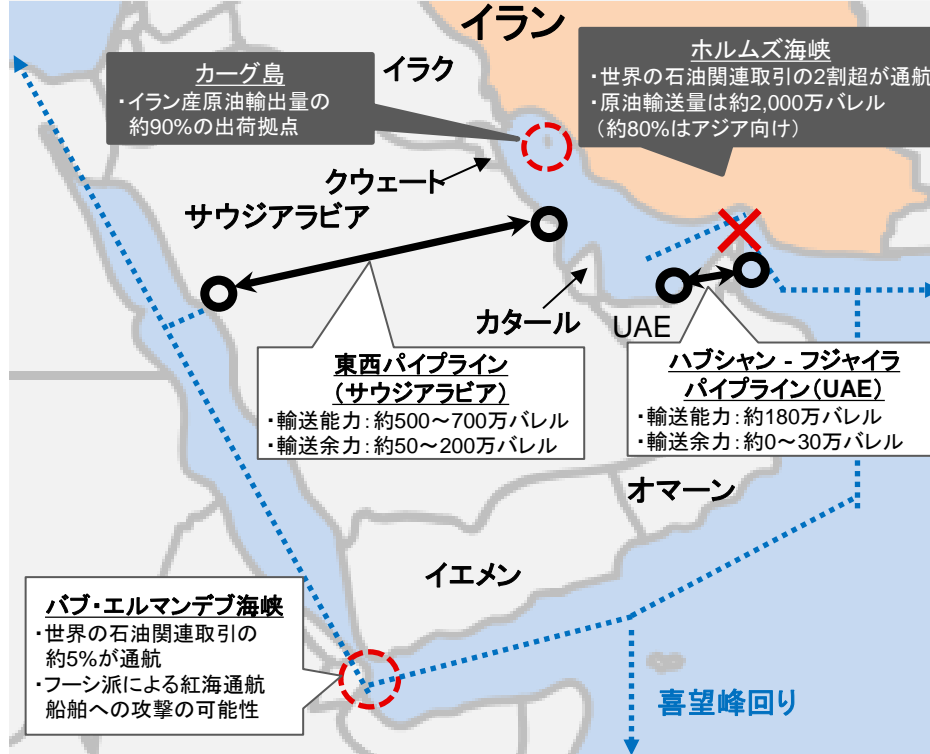 イラン
カーグ島
・イラン産原油輸出量の
約90%の出荷拠点
イラク
ホルムズ海峡
・世界の石油関連取引の2割超が通航
・原油輸送量は約2,000万バレル
（約80%はアジア向け）
クウェート
サウジアラビア
カタール
UAE
東西パイプライン
（サウジアラビア）
・輸送能力：約500～700万バレル
・輸送余力：約50～200万バレル
ハブシャン - フジャイラ
パイプライン（UAE）
・輸送能力：約180万バレル
・輸送余力：約0～30万バレル
オマーン
イエメン
バブ・エルマンデブ海峡
・世界の石油関連取引の
約5%が通航
・フーシ派による紅海通航
船舶への攻撃の可能性
喜望峰回り